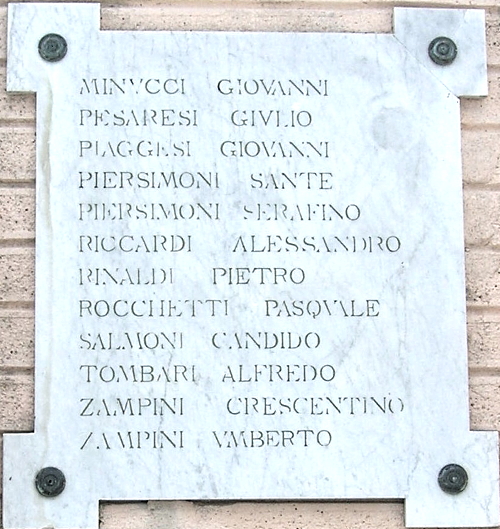 MINVCCI GIOVANNI
PESARESI GIVLIO
PIAGGESI GIOVANNI
PIERSIMONI SANTE
PIERSIMONI SERAFINO
RICCARDI ALESSANDRO
RINALDI PIETRO
ROCCHETTI PASQVALE
SALMONI CANDIDO
TOMBARI ALFREDO
ZAMPINI CRESCENTINO
ZAMPINI VMBERTO